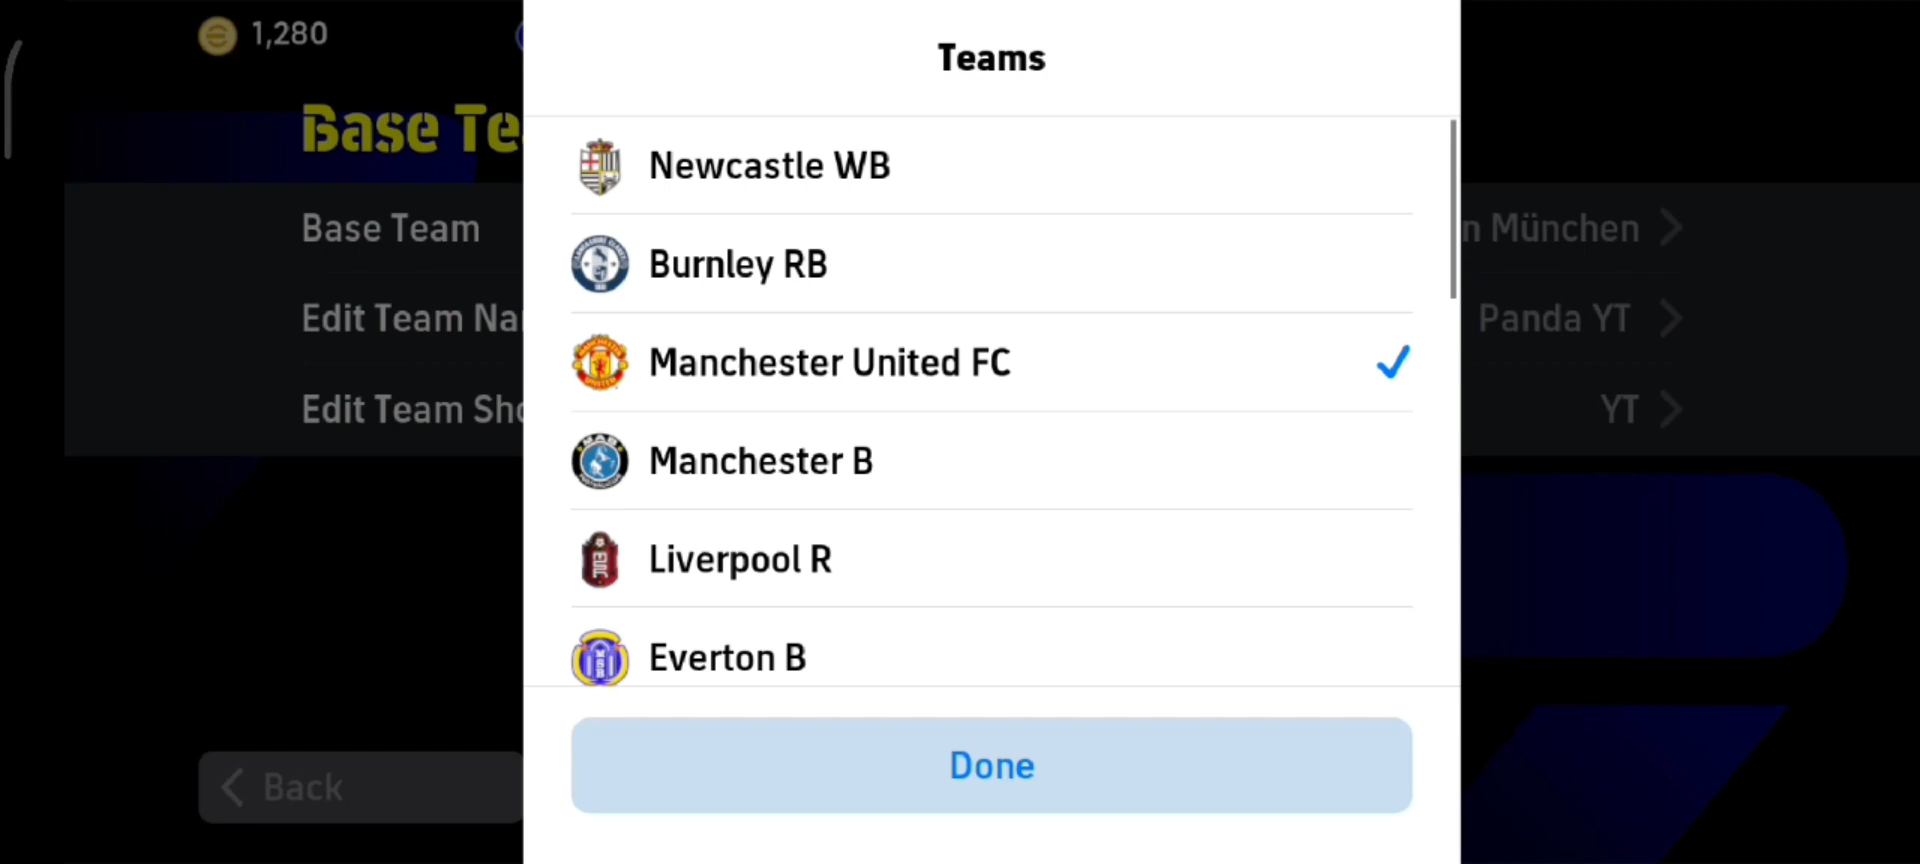 1,280
Base Te
Base Team
Edit Team Na
Edit Team Sho
Back
Teams
Newcastle WB
Burnley RB
Manchester United FC
Manchester B
Liverpool R
Everton B
Done
n München
Panda YT
YT